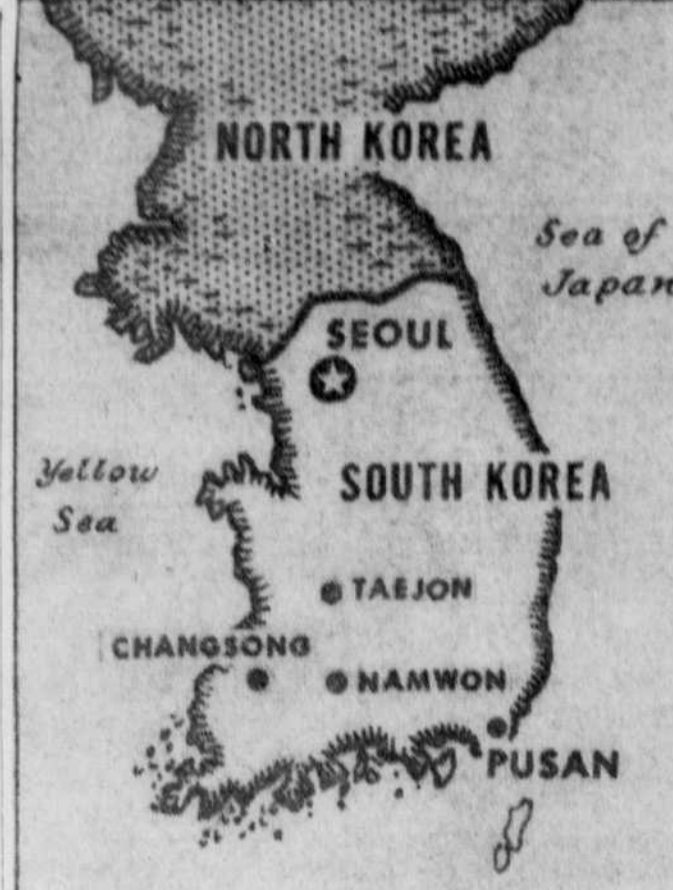 NORTH KOREA
Sea of
Japan
SEOUL
Yellow
Sea
SOUTH KOREA
TAEJON
CHANGSONG
NAMWON
PUSAN